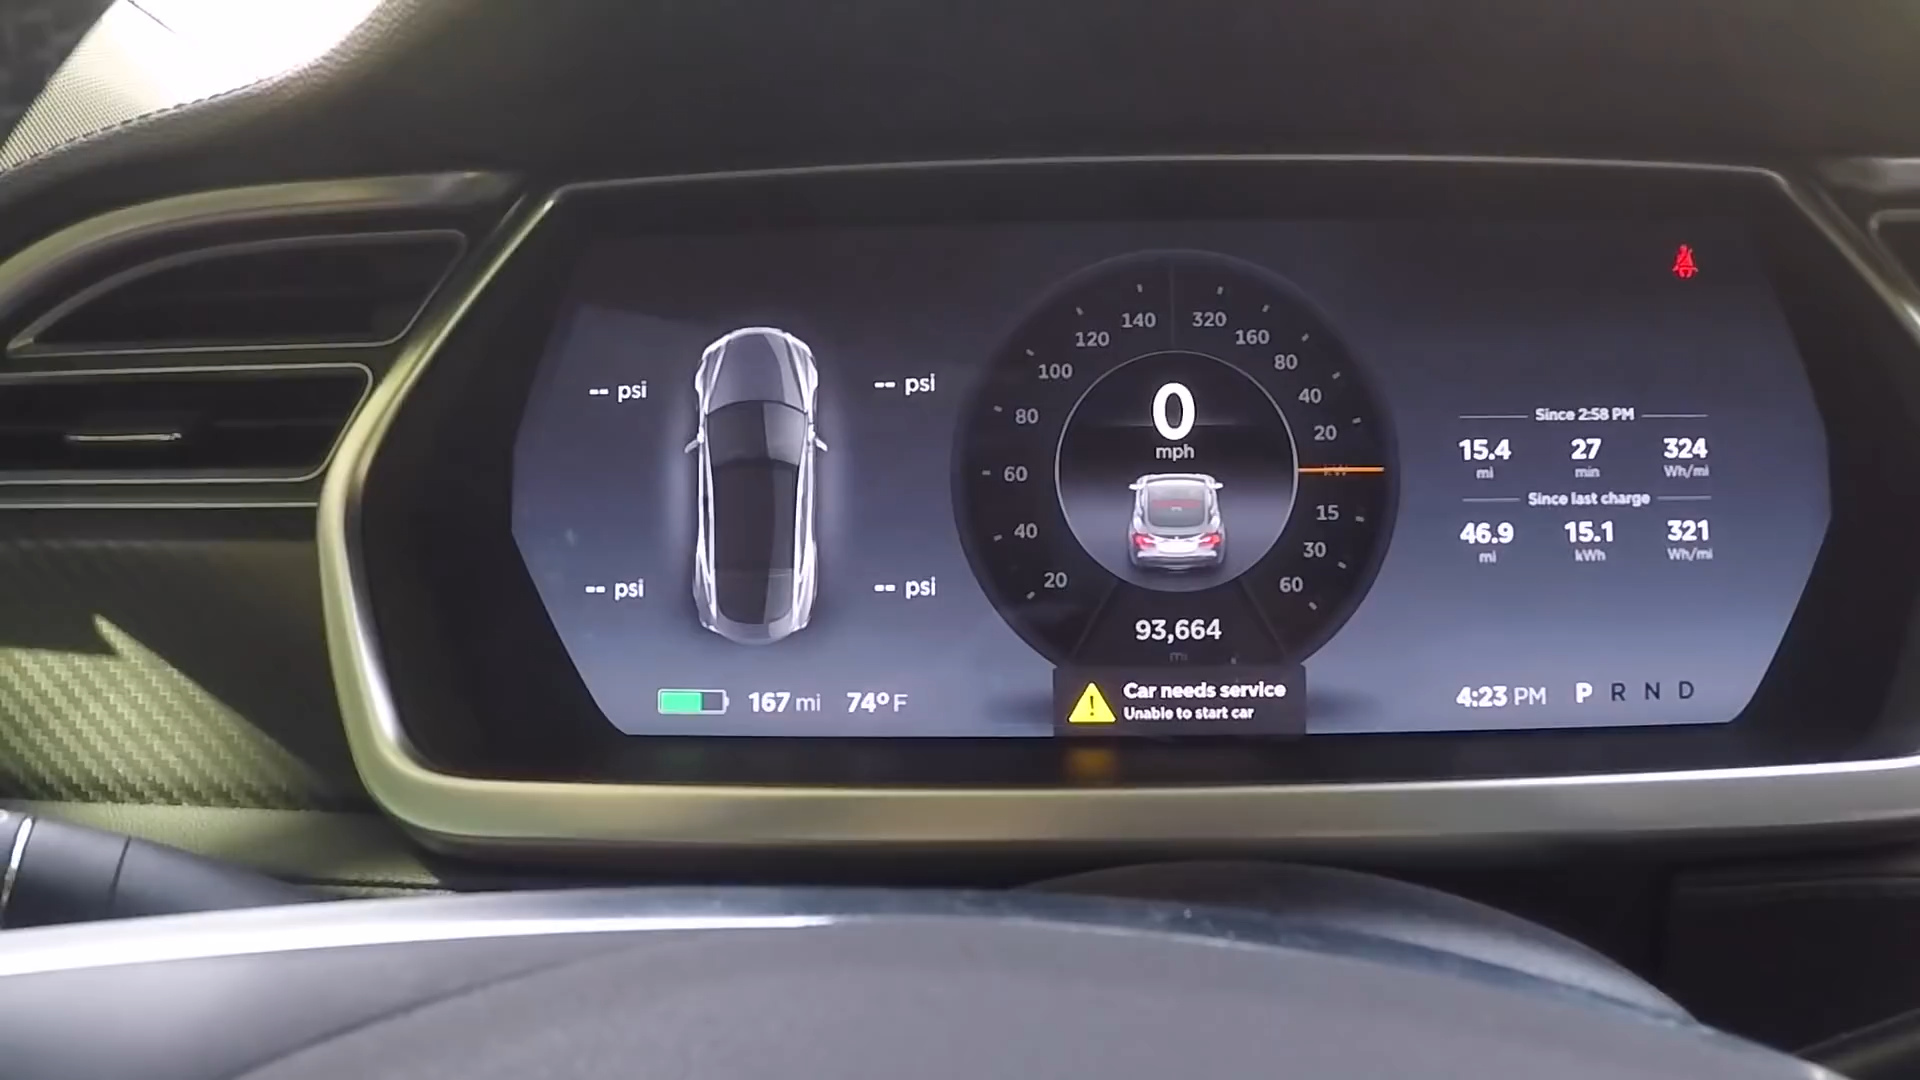 -- psi
-- psi
-- psi
-- psi
167 mi 74°F
140 320
120 160
100 80
80 40
60 20
40 kW
20 15
30
60
0
mph
93,664
mi
Car needs service
Unable to start car
Since 2:58 PM
15.4 27 324
mi min Wh/mi
Since last charge
46.9 15.1 321
mi kWh Wh/mi
4:23 PM P R N D